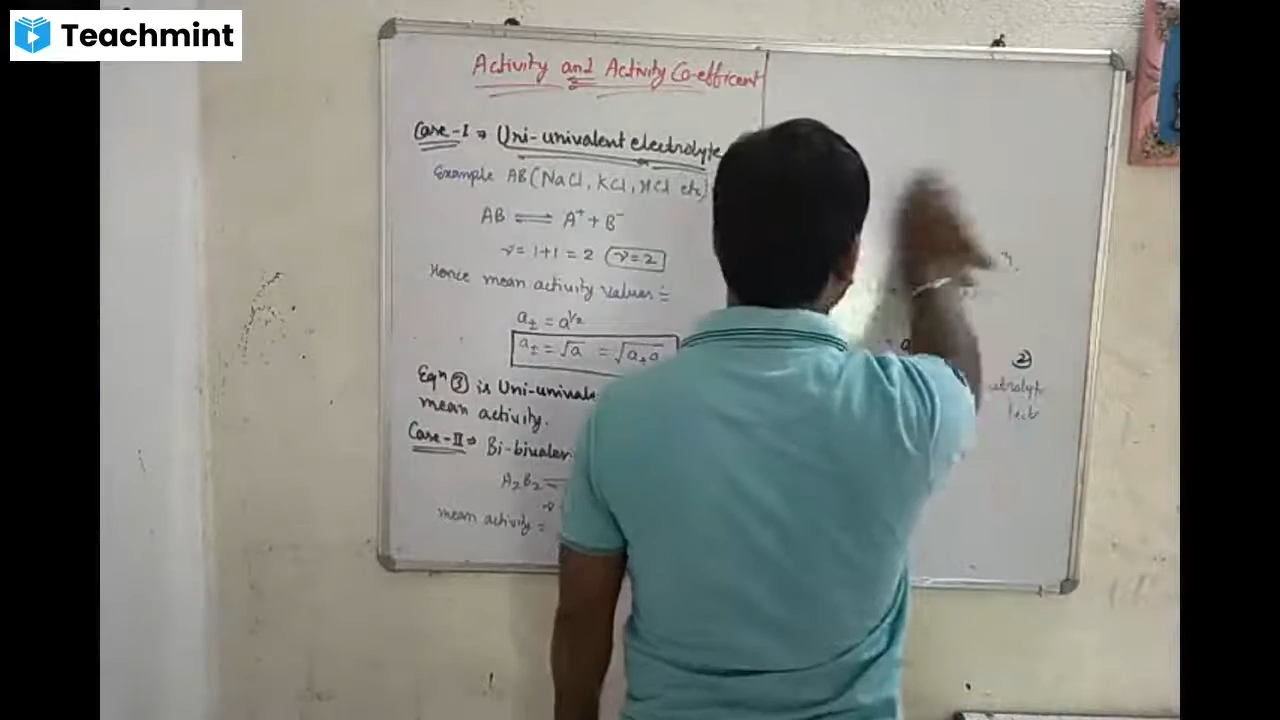 Teachmint
Activity and Activity Co-efficent
Case-I ⇒ Uni-univalent electrolyte
Example AB (NaCl, KCl, HCl etc)
AB ⇌ A⁺ + B⁻
ν = 1+1 = 2 ν = 2
Hence mean activity values :-
a± = a^1/2
a± = √a = √a₊a
Eqⁿ ③ is Uni-univale
mean activity.
Case-II ⇒ Bi-bivalen
A₂B₂
mean activity =
②